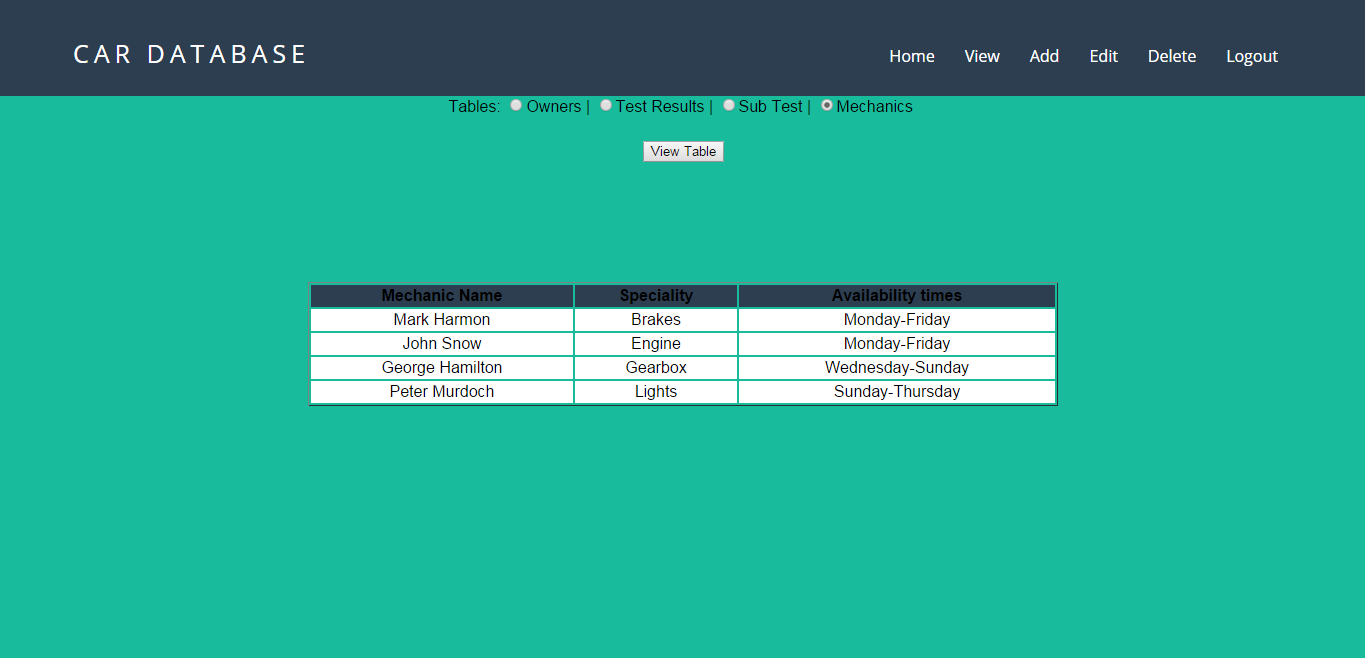 CAR DATABASE
Home View Add Edit Delete Logout
Tables: Owners | Test Results | Sub Test | Mechanics
View Table
Mechanic Name Speciality Availability times
Mark Harmon Brakes Monday-Friday
John Snow Engine Monday-Friday
George Hamilton Gearbox Wednesday-Sunday
Peter Murdoch Lights Sunday-Thursday